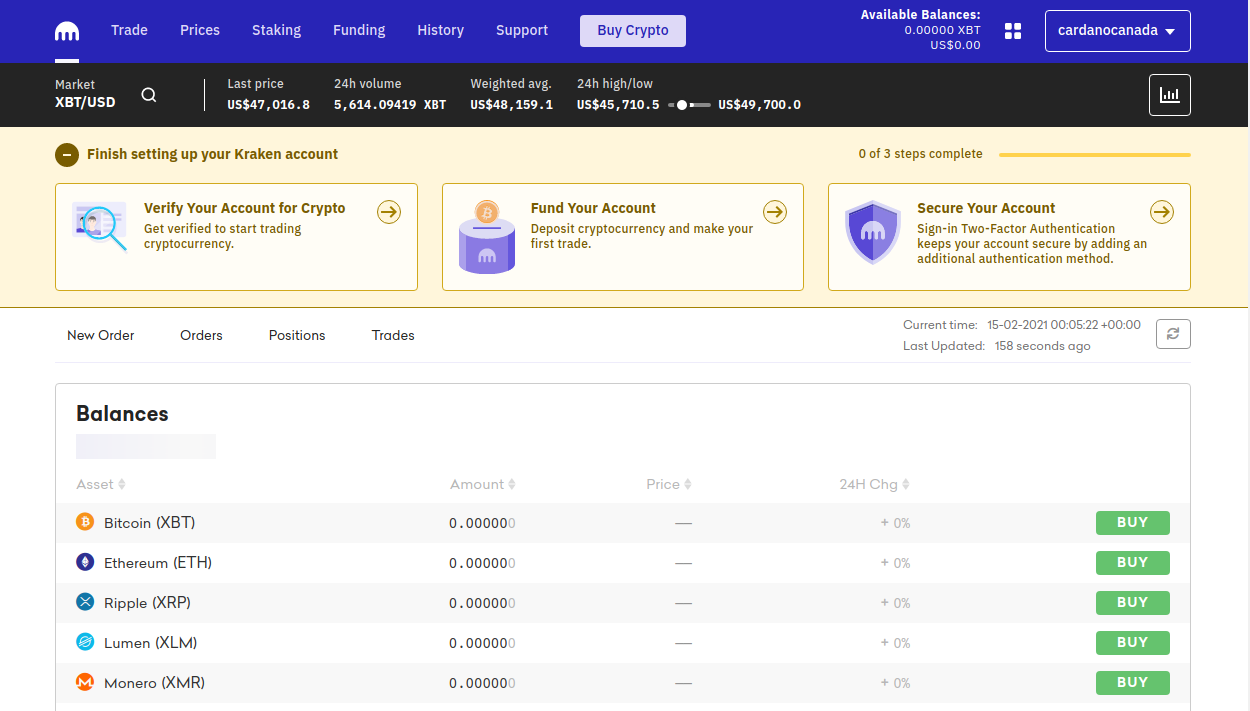 Trade Prices Staking Funding History Support Buy Crypto
Available Balances:
0.00000 XBT
US$0.00
cardanocanada
Market
XBT/USD
Last price
US$47,016.8
24h volume
5,614.09419 XBT
Weighted avg.
US$48,159.1
24h high/low
US$45,710.5 US$49,700.0
Finish setting up your Kraken account
0 of 3 steps complete
Verify Your Account for Crypto
Get verified to start trading
cryptocurrency.
Fund Your Account
Deposit cryptocurrency and make your
first trade.
Secure Your Account
Sign-in Two-Factor Authentication
keeps your account secure by adding an
additional authentication method.
New Order Orders Positions Trades
Current time: 15-02-2021 00:05:22 +00:00
Last Updated: 158 seconds ago
Balances
Asset Amount Price 24H Chg
Bitcoin (XBT) 0.000000 — + 0% BUY
Ethereum (ETH) 0.000000 — + 0% BUY
Ripple (XRP) 0.000000 — + 0% BUY
Lumen (XLM) 0.000000 — + 0% BUY
Monero (XMR) 0.000000 — + 0% BUY